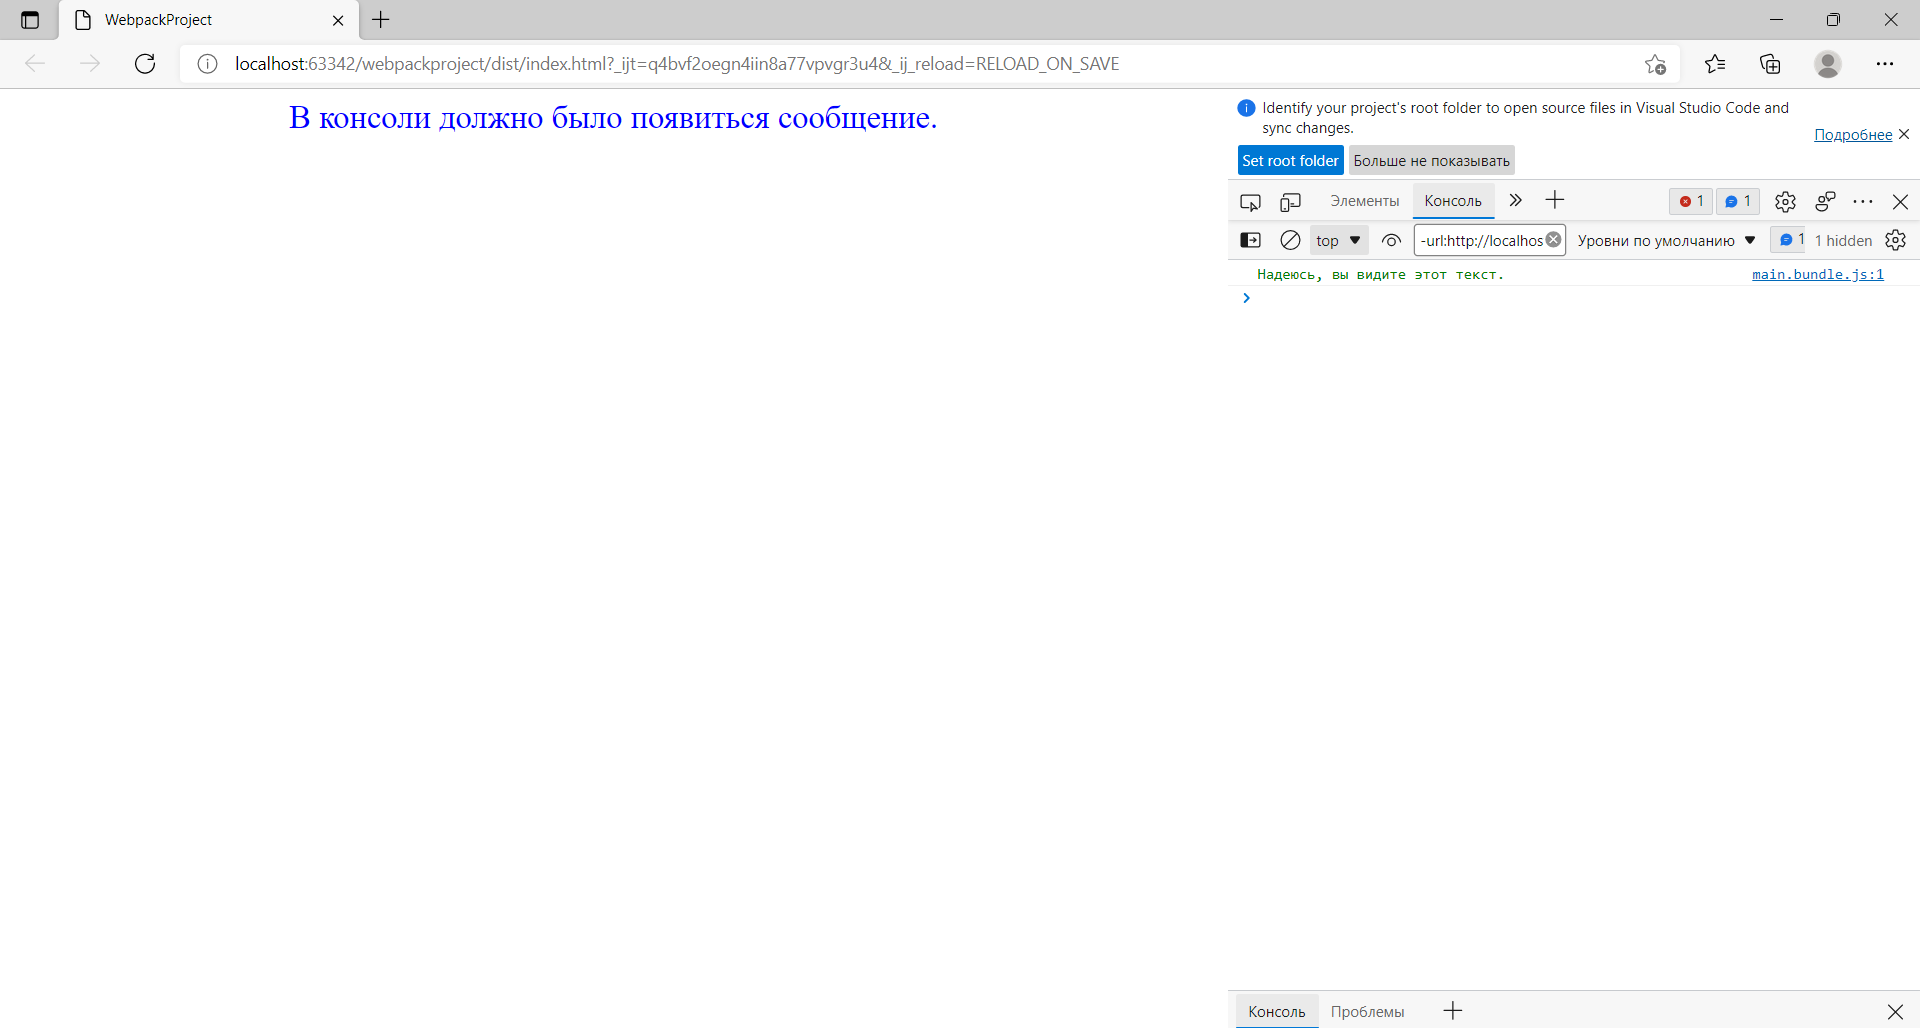 WebpackProject
localhost:63342/webpackproject/dist/index.html?_ijt=q4bvf2oegn4iin8a77vpvgr3u4&_ij_reload=RELOAD_ON_SAVE
В консоли должно было появиться сообщение.
Identify your project's root folder to open source files in Visual Studio Code and
sync changes.
Подробнее
Set root folder Больше не показывать
Элементы Консоль 1 1
top -url:http://localhos Уровни по умолчанию 1 1 hidden
Надеюсь, вы видите этот текст. main.bundle.js:1
Консоль Проблемы